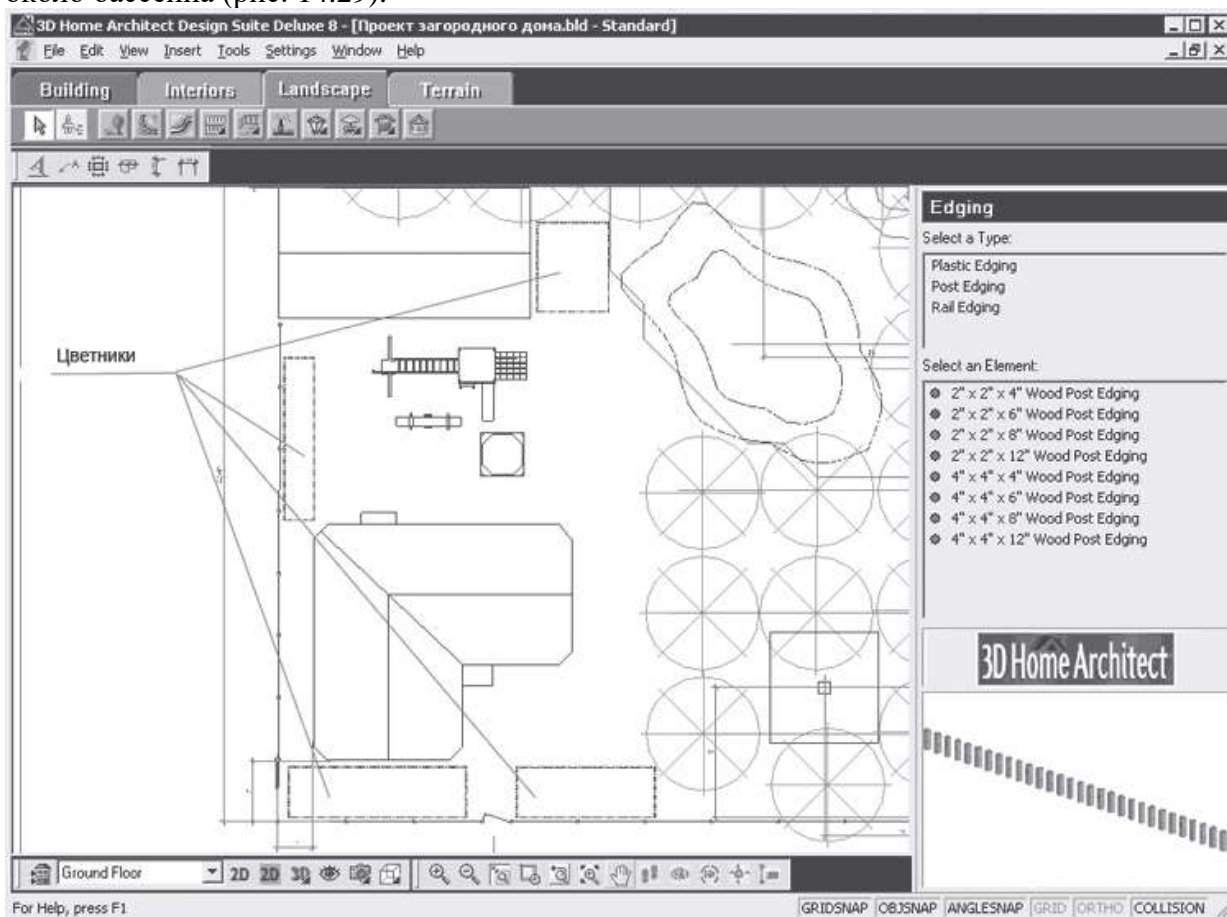 около бассейна (рис. 14.29).
3D Home Architect Design Suite Deluxe 8 - [Проект загородного дома.bld - Standard]
File Edit View Insert Tools Settings Window Help
Building Interiors Landscape Terrain
Edging
Select a Type:
Plastic Edging
Post Edging
Rail Edging
Цветники
Select an Element:
2" x 2" x 4" Wood Post Edging
2" x 2" x 6" Wood Post Edging
2" x 2" x 8" Wood Post Edging
2" x 2" x 12" Wood Post Edging
4" x 4" x 4" Wood Post Edging
4" x 4" x 6" Wood Post Edging
4" x 4" x 8" Wood Post Edging
4" x 4" x 12" Wood Post Edging
3D Home Architect
Ground Floor 2D 2D 3D
For Help, press F1 GRIDSNAP OBJSNAP ANGLESNAP GRID ORTHO COLLISION